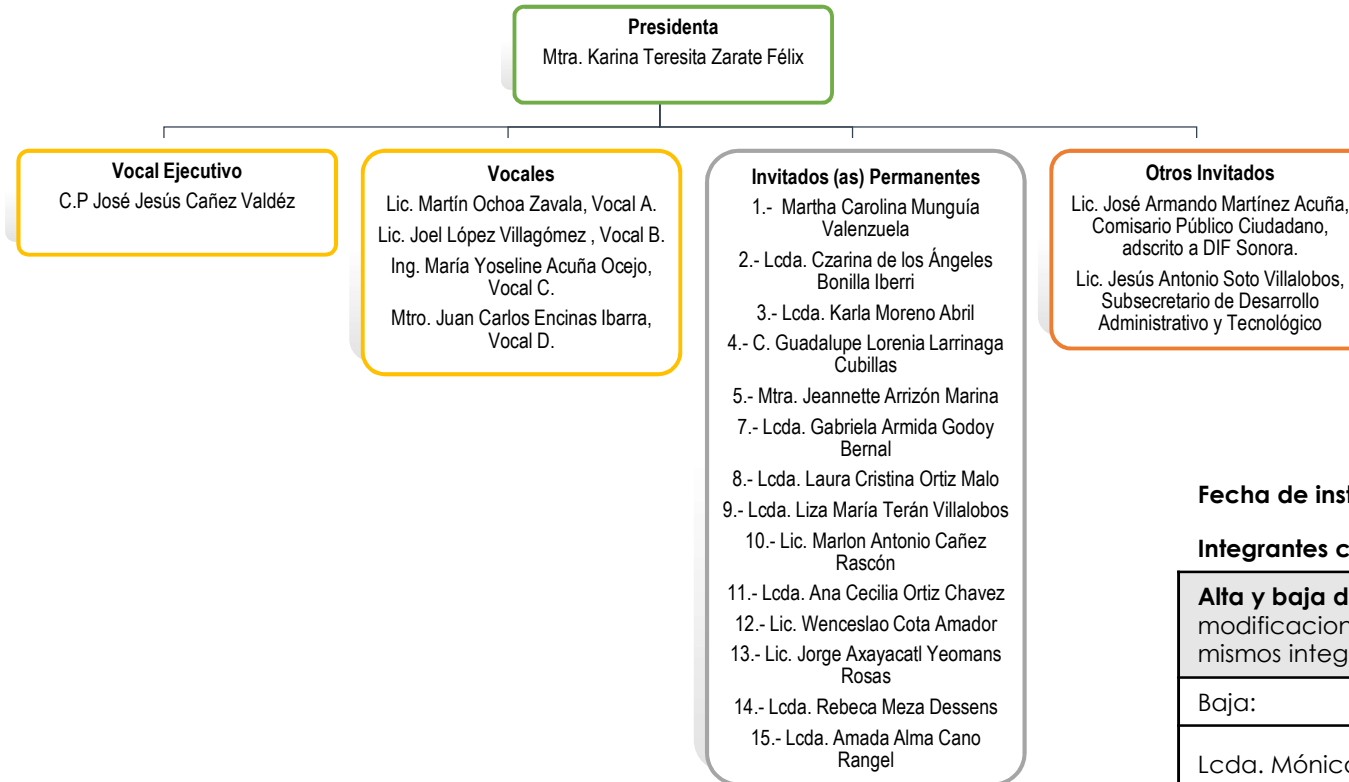 Presidenta
Mtra. Karina Teresita Zarate Félix
Vocal Ejecutivo
C.P José Jesús Cañez Valdéz
Vocales
Lic. Martín Ochoa Zavala, Vocal A.
Lic. Joel López Villagómez , Vocal B.
Ing. María Yoseline Acuña Ocejo,
Vocal C.
Mtro. Juan Carlos Encinas Ibarra,
Vocal D.
Invitados (as) Permanentes
1.- Martha Carolina Munguía
Valenzuela
2.- Lcda. Czarina de los Ángeles
Bonilla Iberri
3.- Lcda. Karla Moreno Abril
4.- C. Guadalupe Lorenia Larrinaga
Cubillas
5.- Mtra. Jeannette Arrizón Marina
7.- Lcda. Gabriela Armida Godoy
Bernal
8.- Lcda. Laura Cristina Ortiz Malo
9.- Lcda. Liza María Terán Villalobos
10.- Lic. Marlon Antonio Cañez
Rascón
11.- Lcda. Ana Cecilia Ortiz Chavez
12.- Lic. Wenceslao Cota Amador
13.- Lic. Jorge Axayacatl Yeomans
Rosas
14.- Lcda. Rebeca Meza Dessens
15.- Lcda. Amada Alma Cano
Rangel
Otros Invitados
Lic. José Armando Martínez Acuña,
Comisario Público Ciudadano,
adscrito a DIF Sonora.
Lic. Jesús Antonio Soto Villalobos,
Subsecretario de Desarrollo
Administrativo y Tecnológico
Fecha de
Integrantes
Alta y baja
mismos
Baja:
Lcda.